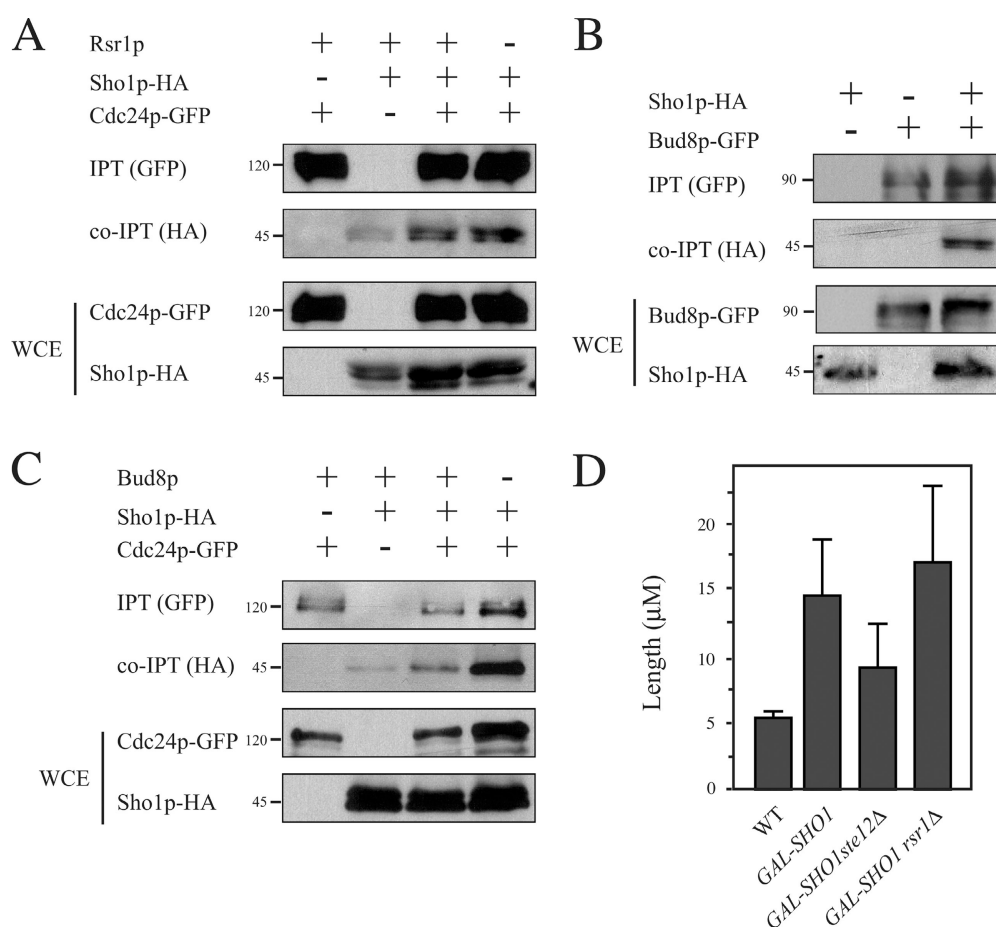 A
Rsr1p + + + -
Sho1p-HA - + + +
Cdc24p-GFP + - + +
IPT (GFP) 120
co-IPT (HA) 45
WCE
Cdc24p-GFP 120
Sho1p-HA 45
B
Sho1p-HA + - +
Bud8p-GFP - + +
IPT (GFP) 90
co-IPT (HA) 45
WCE
Bud8p-GFP 90
Sho1p-HA 45
C
Bud8p + + + -
Sho1p-HA - + + +
Cdc24p-GFP + - + +
IPT (GFP) 120
co-IPT (HA) 45
WCE
Cdc24p-GFP 120
Sho1p-HA 45
D
Length (µM)
20
15
10
5
0
WT
GAL-SHO1
GAL-SHO1ste12Δ
GAL-SHO1 rsr1Δ